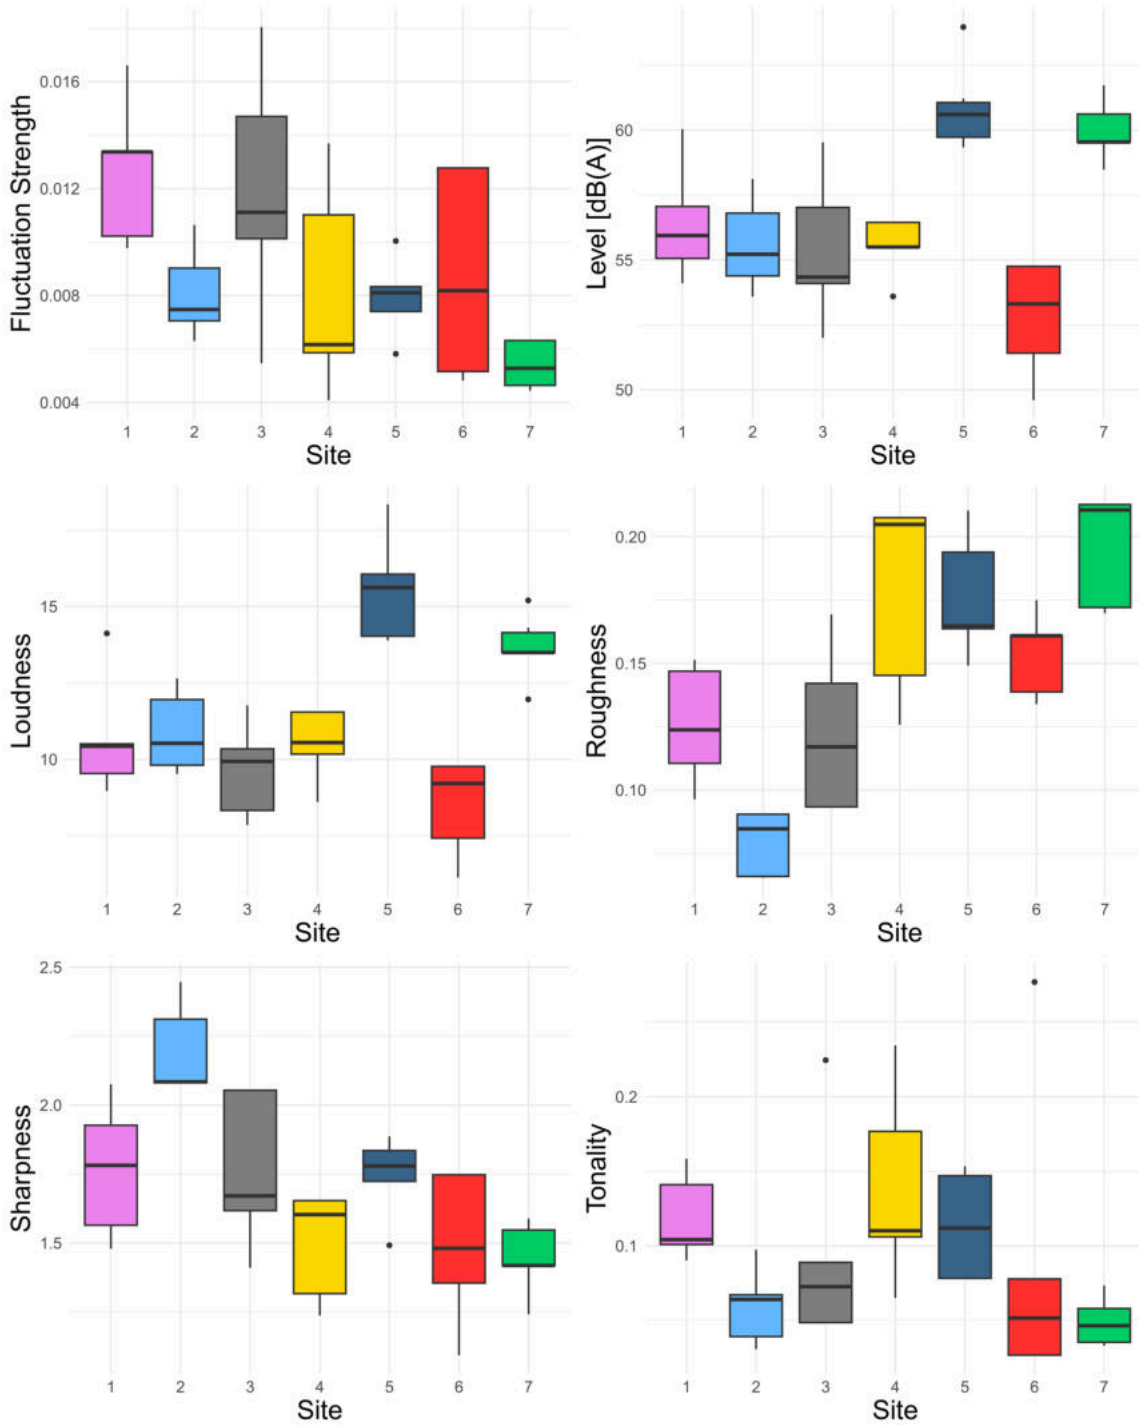 Fluctuation Strength
0.016
0.012
0.008
0.004
1 2 3 4 5 6 7
Site
Level [dB(A)]
60
55
50
1 2 3 4 5 6 7
Site
Loudness
15
10
1 2 3 4 5 6 7
Site
Roughness
0.20
0.15
0.10
1 2 3 4 5 6 7
Site
Sharpness
2.5
2.0
1.5
1 2 3 4 5 6 7
Site
Tonality
0.2
0.1
1 2 3 4 5 6 7
Site